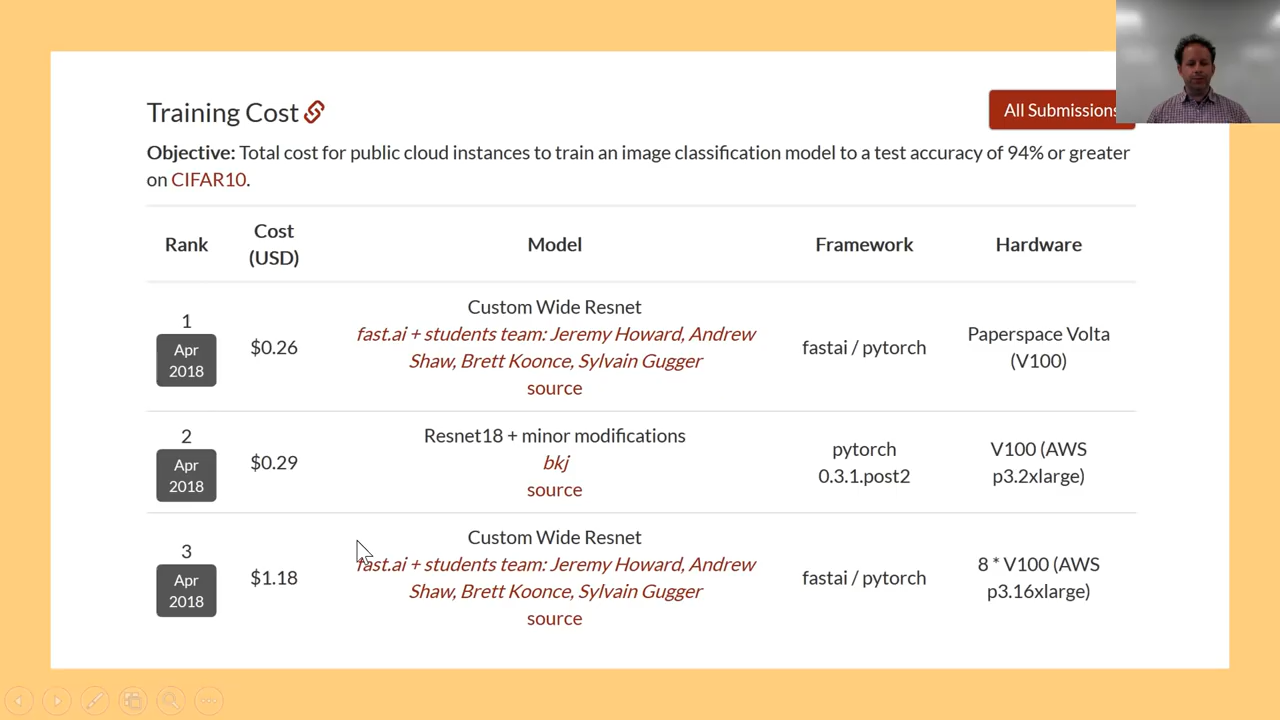 Training Cost
All Submissions
Objective: Total cost for public cloud instances to train an image classification model to a test accuracy of 94% or greater
on CIFAR10.
Rank
Cost
(USD)
Model
Framework
Hardware
1
Apr
2018
$0.26
Custom Wide Resnet
fast.ai + students team: Jeremy Howard, Andrew
Shaw, Brett Koonce, Sylvain Gugger
source
fastai / pytorch
Paperspace Volta
(V100)
2
Apr
2018
$0.29
Resnet18 + minor modifications
bkj
source
pytorch
0.3.1.post2
V100 (AWS
p3.2xlarge)
3
Apr
2018
$1.18
Custom Wide Resnet
fast.ai + students team: Jeremy Howard, Andrew
Shaw, Brett Koonce, Sylvain Gugger
source
fastai / pytorch
8 * V100 (AWS
p3.16xlarge)